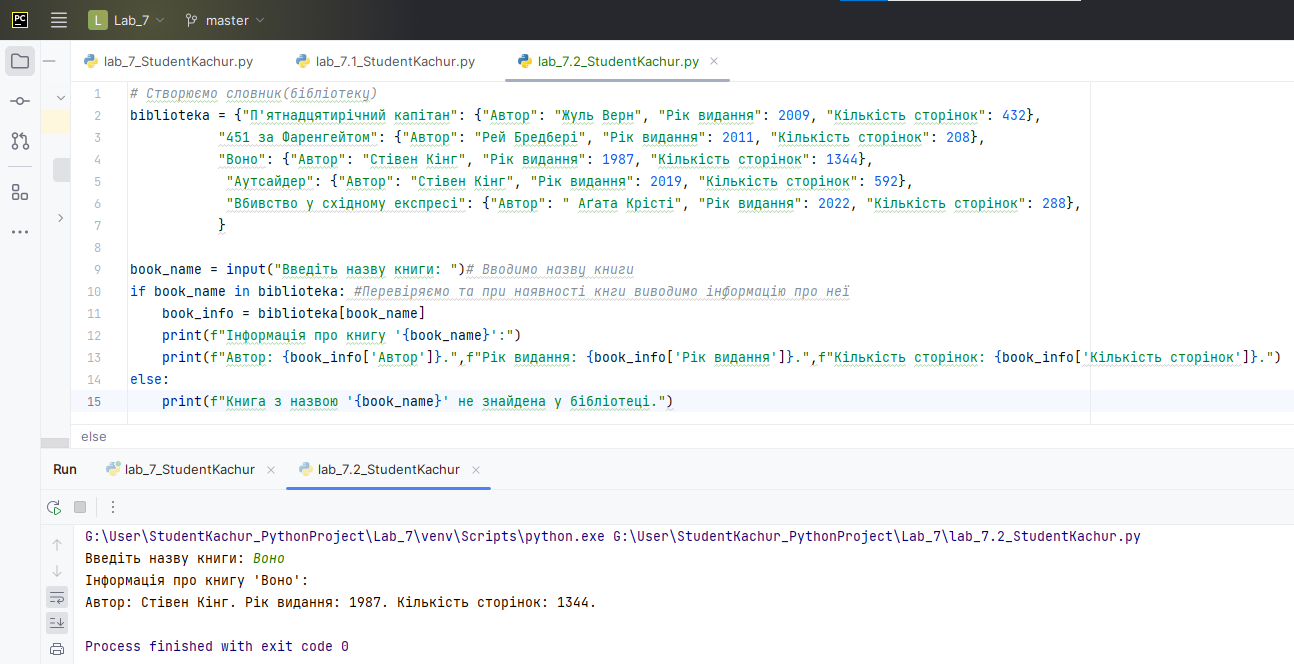 PC L Lab_7 master
lab_7_StudentKachur.py lab_7.1_StudentKachur.py lab_7.2_StudentKachur.py
1 # Створюємо словник(бібліотеку)
2 biblioteka = {"П'ятнадцятирічний капітан": {"Автор": "Жуль Верн", "Рік видання": 2009, "Кількість сторінок": 432},
3 "451 за Фаренгейтом": {"Автор": "Рей Бредбері", "Рік видання": 2011, "Кількість сторінок": 208},
4 "Воно": {"Автор": "Стівен Кінг", "Рік видання": 1987, "Кількість сторінок": 1344},
5 "Аутсайдер": {"Автор": "Стівен Кінг", "Рік видання": 2019, "Кількість сторінок": 592},
6 "Вбивство у східному експресі": {"Автор": " Аґата Крісті", "Рік видання": 2022, "Кількість сторінок": 288},
7 }
8
9 book_name = input("Введіть назву книги: ")# Вводимо назву книги
10 if book_name in biblioteka: #Перевіряємо та при наявності кнги виводимо інформацію про неї
11 book_info = biblioteka[book_name]
12 print(f"Інформація про книгу '{book_name}':")
13 print(f"Автор: {book_info['Автор']}.",f"Рік видання: {book_info['Рік видання']}.",f"Кількість сторінок: {book_info['Кількість сторінок']}.")
14 else:
15 print(f"Книга з назвою '{book_name}' не знайдена у бібліотеці.")
else
Run lab_7_StudentKachur lab_7.2_StudentKachur
G:\User\StudentKachur_PythonProject\Lab_7\venv\Scripts\python.exe G:\User\StudentKachur_PythonProject\Lab_7\lab_7.2_StudentKachur.py
Введіть назву книги: Воно
Інформація про книгу 'Воно':
Автор: Стівен Кінг. Рік видання: 1987. Кількість сторінок: 1344.
Process finished with exit code 0